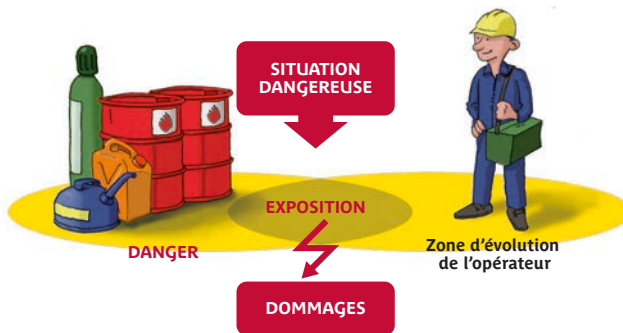 SITUATION
DANGEREUSE
EXPOSITION
DANGER
Zone d'évolution
de l'opérateur
DOMMAGES